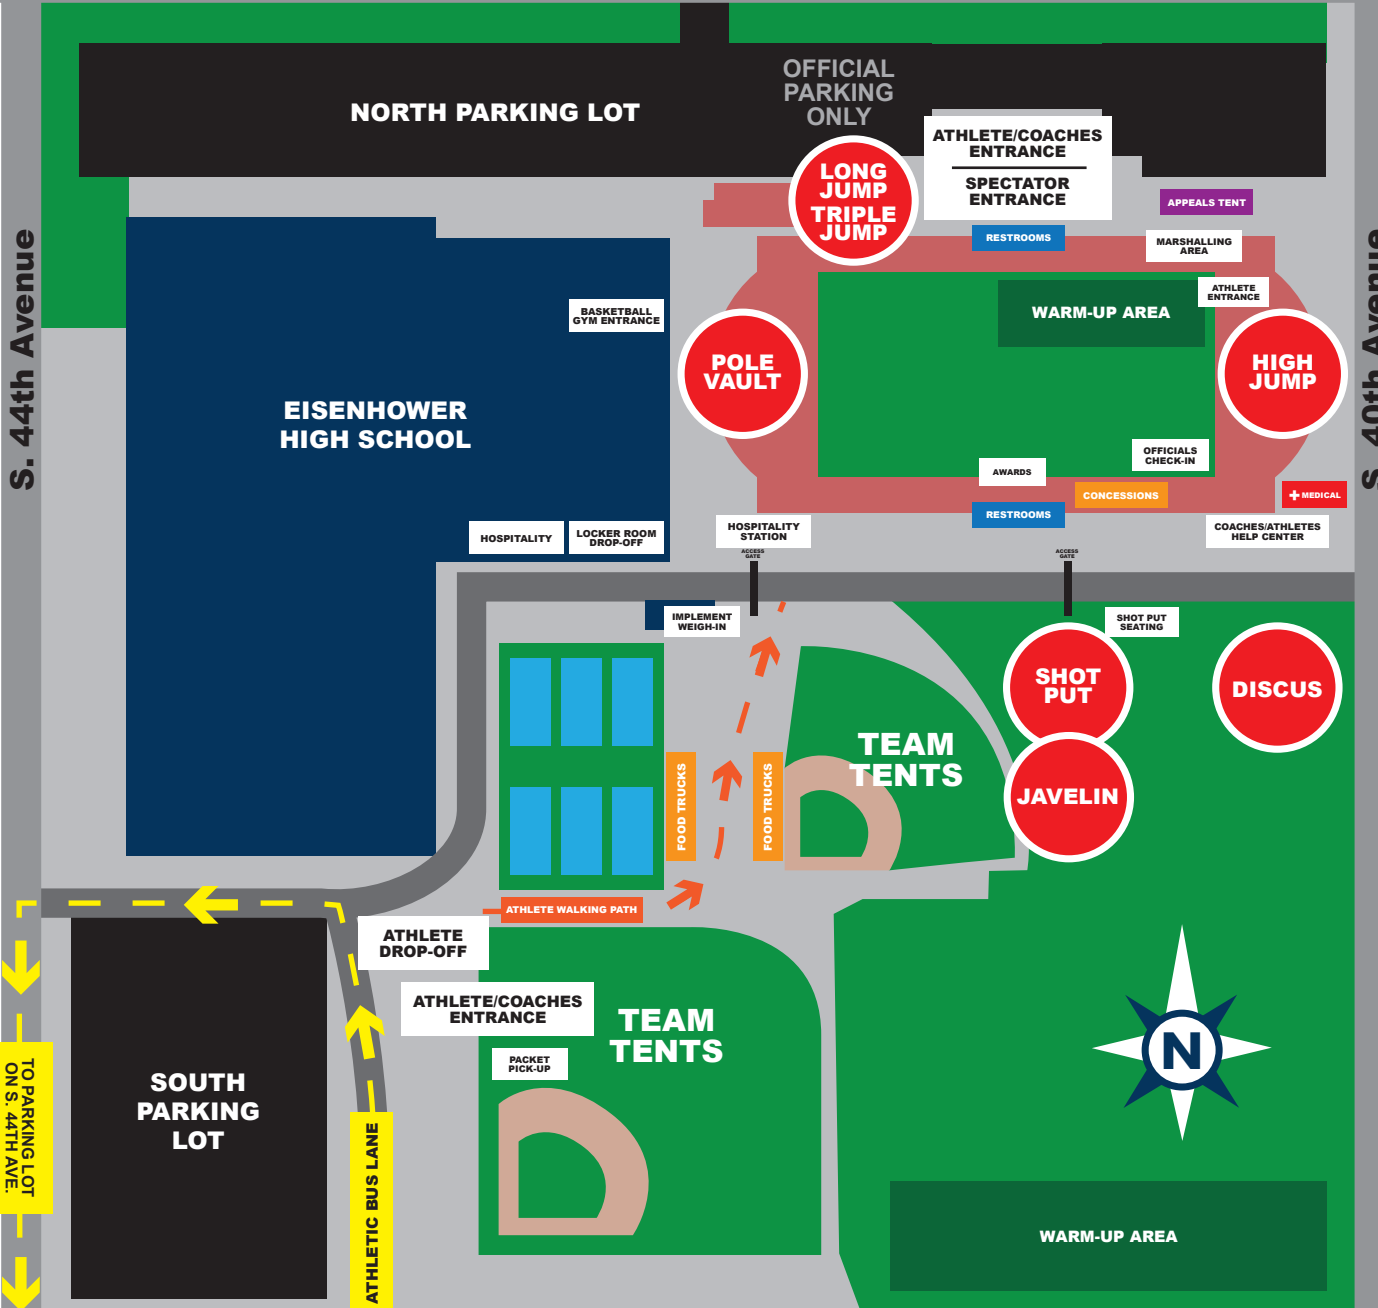 OFFICIAL
PARKING
ONLY
NORTH PARKING LOT
ATHLETE/COACHES
ENTRANCE
SPECTATOR
ENTRANCE
LONG
JUMP
TRIPLE
JUMP
APPEALS TENT
RESTROOMS
MARSHALLING
AREA
S. 44th Avenue
S. 40th Avenue
BASKETBALL
GYM ENTRANCE
WARM-UP AREA
ATHLETE
ENTRANCE
POLE
VAULT
HIGH
JUMP
EISENHOWER
HIGH SCHOOL
OFFICIALS
CHECK-IN
AWARDS
CONCESSIONS
MEDICAL
RESTROOMS
HOSPITALITY
LOCKER ROOM
DROP-OFF
HOSPITALITY
STATION
COACHES/ATHLETES
HELP CENTER
ACCESS
GATE
ACCESS
GATE
IMPLEMENT
WEIGH-IN
SHOT PUT
SEATING
SHOT
PUT
DISCUS
TEAM
TENTS
JAVELIN
FOOD TRUCKS
FOOD TRUCKS
ATHLETE WALKING PATH
ATHLETE
DROP-OFF
ATHLETE/COACHES
ENTRANCE
TEAM
TENTS
PACKET
PICK-UP
N
SOUTH
PARKING
LOT
TO PARKING LOT
ON S. 44TH AVE.
ATHLETIC BUS LANE
WARM-UP AREA